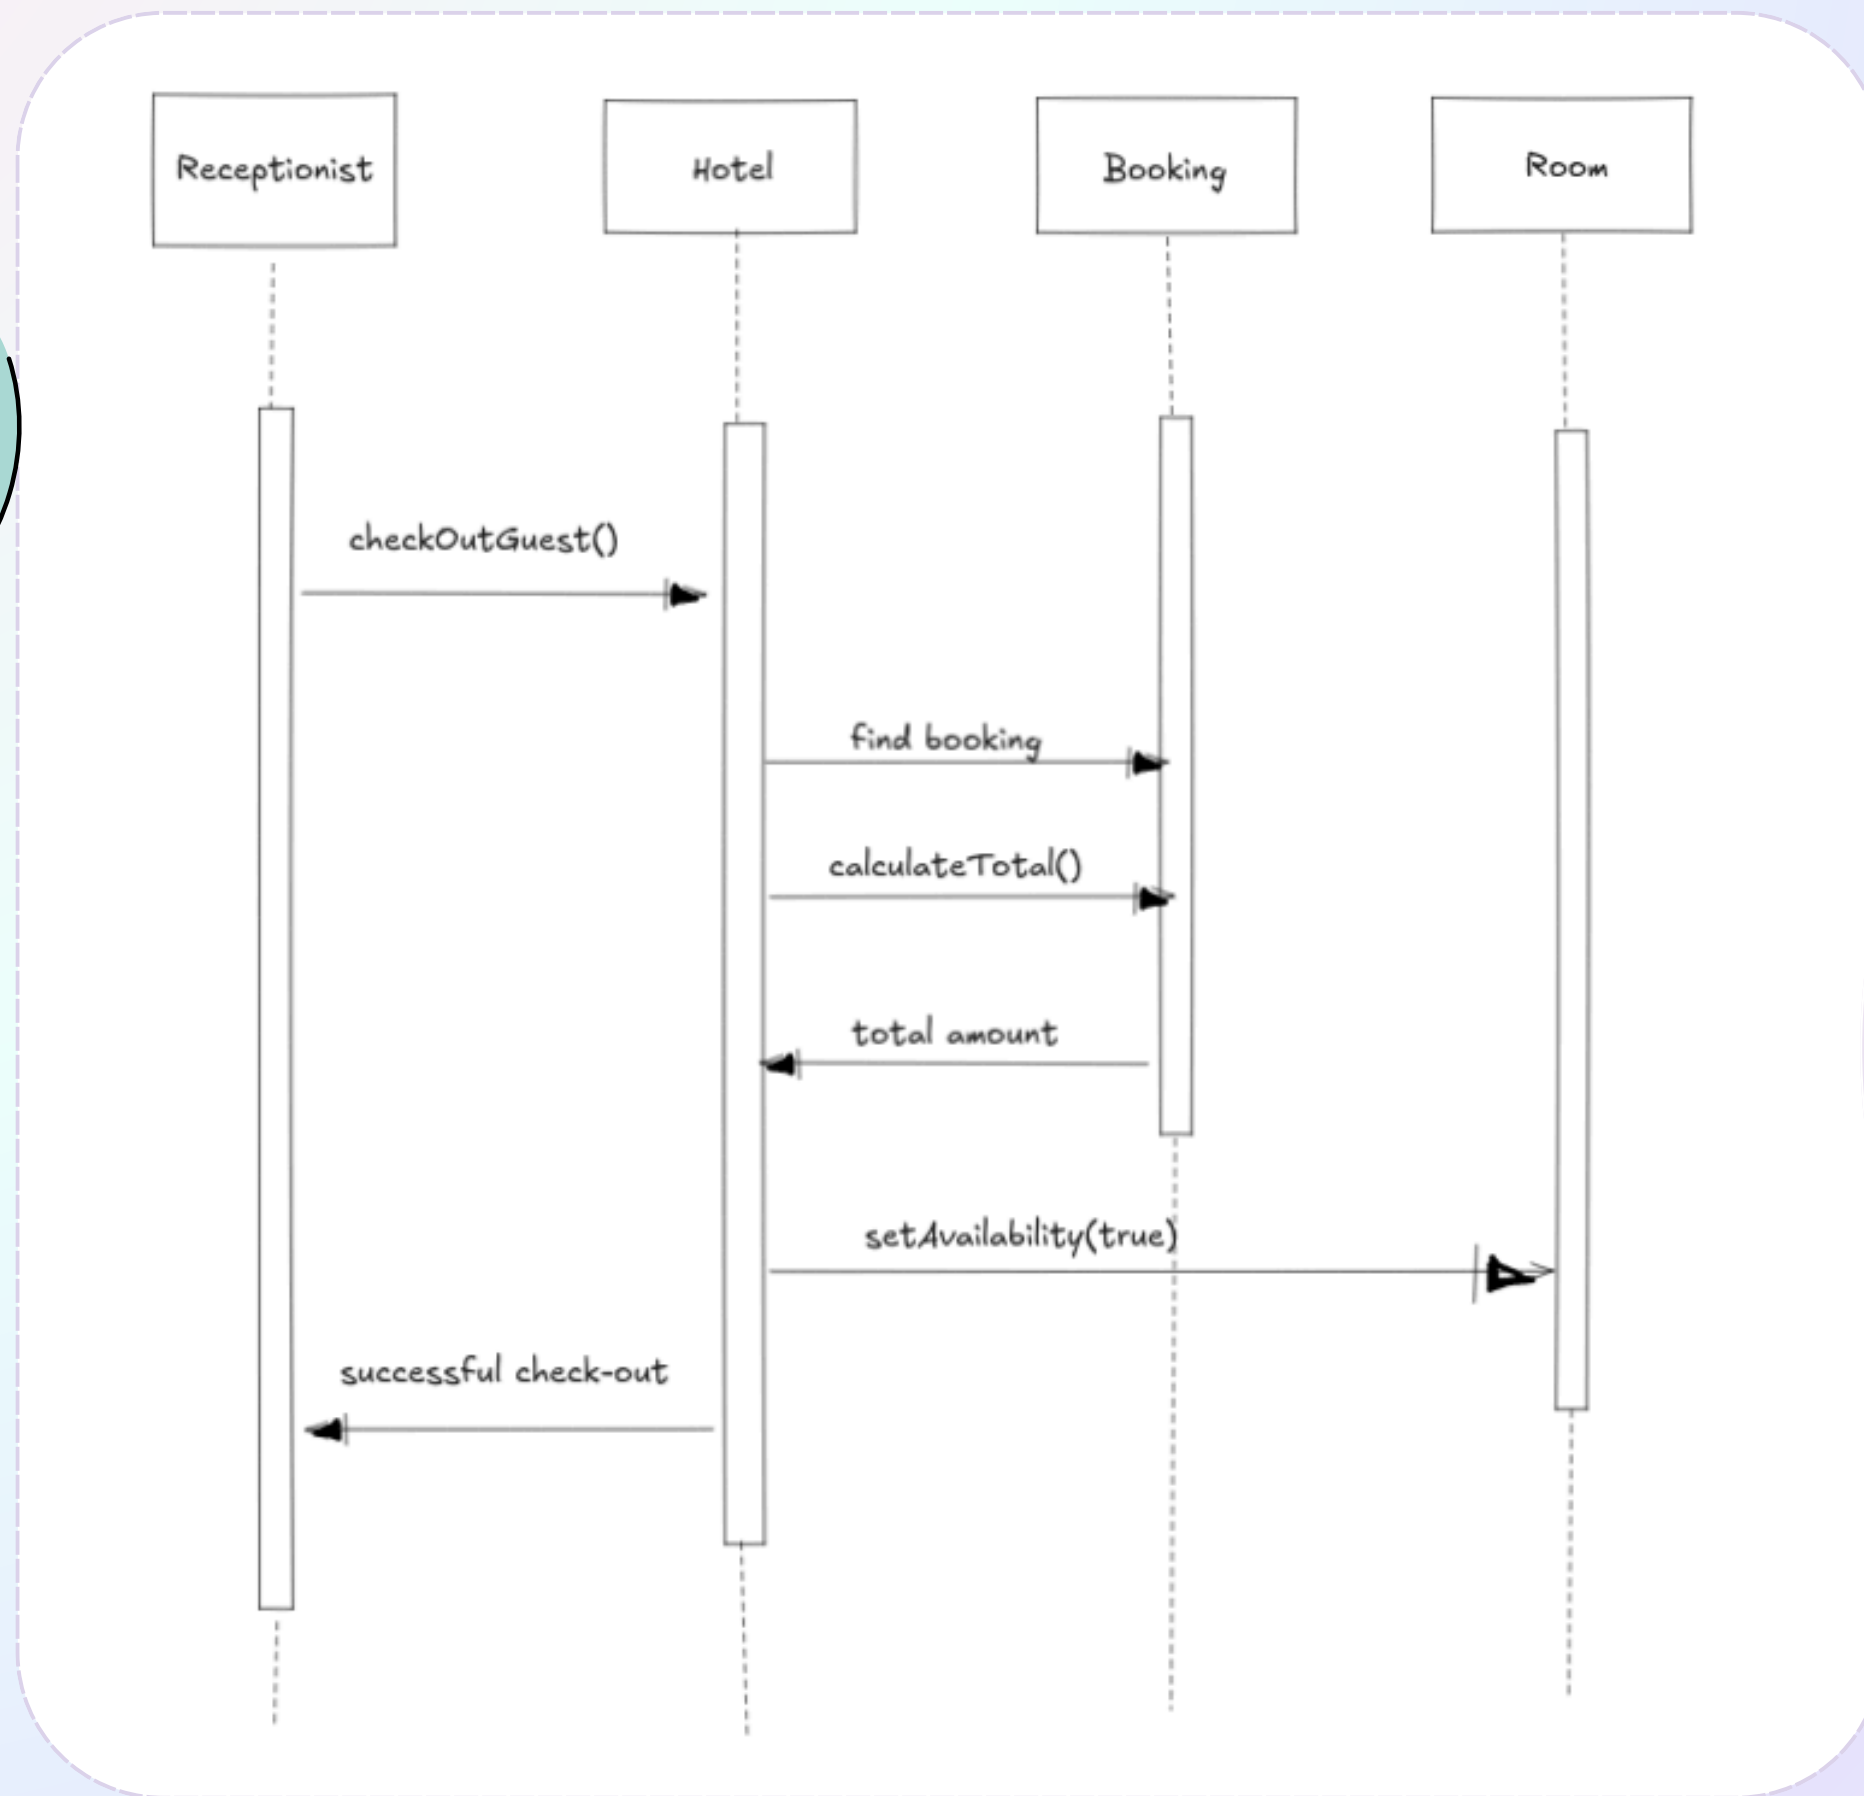 Receptionist
Hotel
Booking
Room
checkOutGuest()
find booking
calculateTotal()
total amount
setAvailability(true)
successful check-out